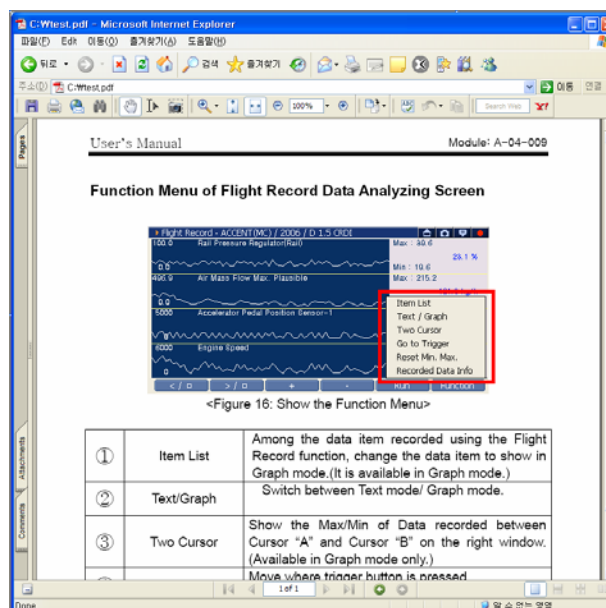 C:\test.pdf - Microsoft Internet Explorer
파일(F) Edit 이동(O) 즐겨찾기(A) 도움말(H)
뒤로 검색 즐겨찾기
주소(D) C:\test.pdf 이동 연결
100% Search Web
Pages
User's Manual Module: A-04-009
Function Menu of Flight Record Data Analyzing Screen
Flight Record - ACCENT(MC) / 2006 / D 1.5 CRDI
100.0 Rail Pressure Regulator(Rail) Max : 30.6
29.1 %
0.0 Min : 10.6
496.9 Air Mass Flow Max. Plausible Max : 215.2
0.0
5000 Accelerator Pedal Position Sensor-1
6000 Engine Speed
Item List
Text / Graph
Two Cursor
Go to Trigger
Reset Min. Max.
Recorded Data Info
< / □ > / □ + - Run Function
<Figure 16: Show the Function Menu>
① Item List Among the data item recorded using the Flight
Record function, change the data item to show in
Graph mode.(It is available in Graph mode.)
② Text/Graph Switch between Text mode/ Graph mode.
③ Two Cursor Show the Max/Min of Data recorded between
Cursor "A" and Cursor "B" on the right window.
(Available in Graph mode only.)
Move where trigger button is pressed
Attachments
Comments
1 of 1
Done 알 수 없는 영역